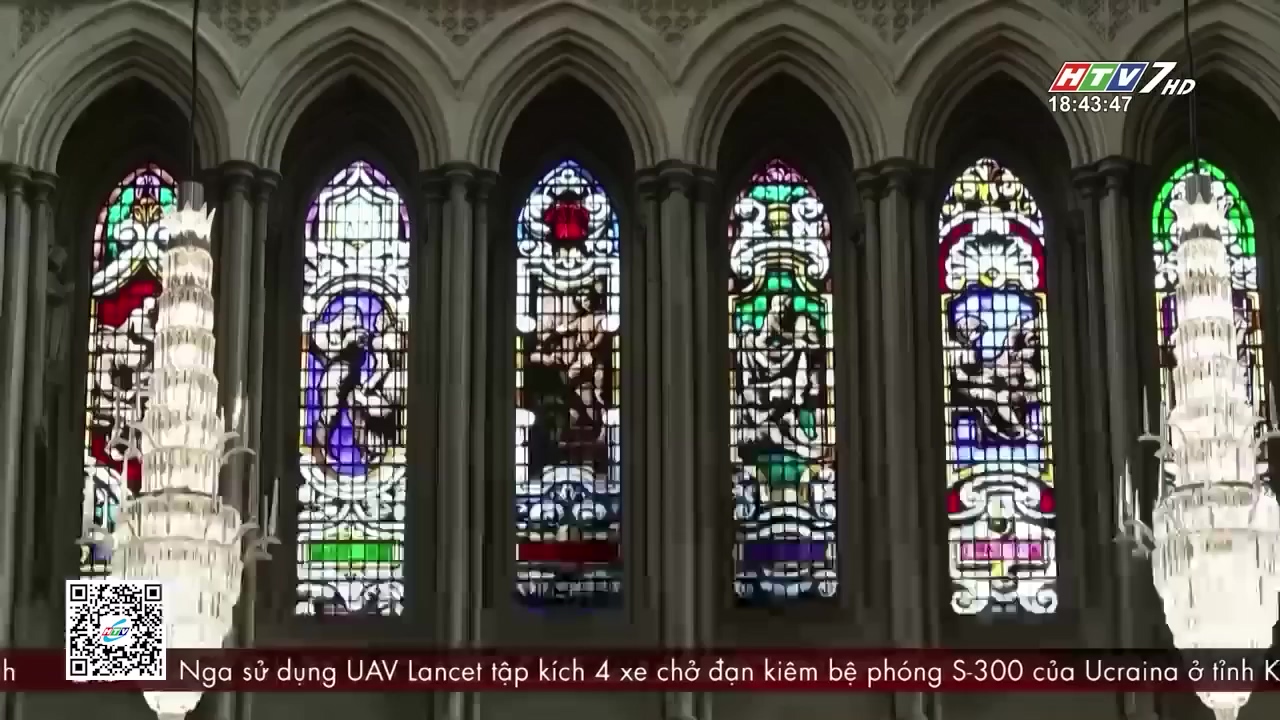 HTV7 HD
18:43:47
HTV
h Nga sử dụng UAV Lancet tập kích 4 xe chở đạn kiêm bệ phóng S-300 của Ucraina ở tỉnh K